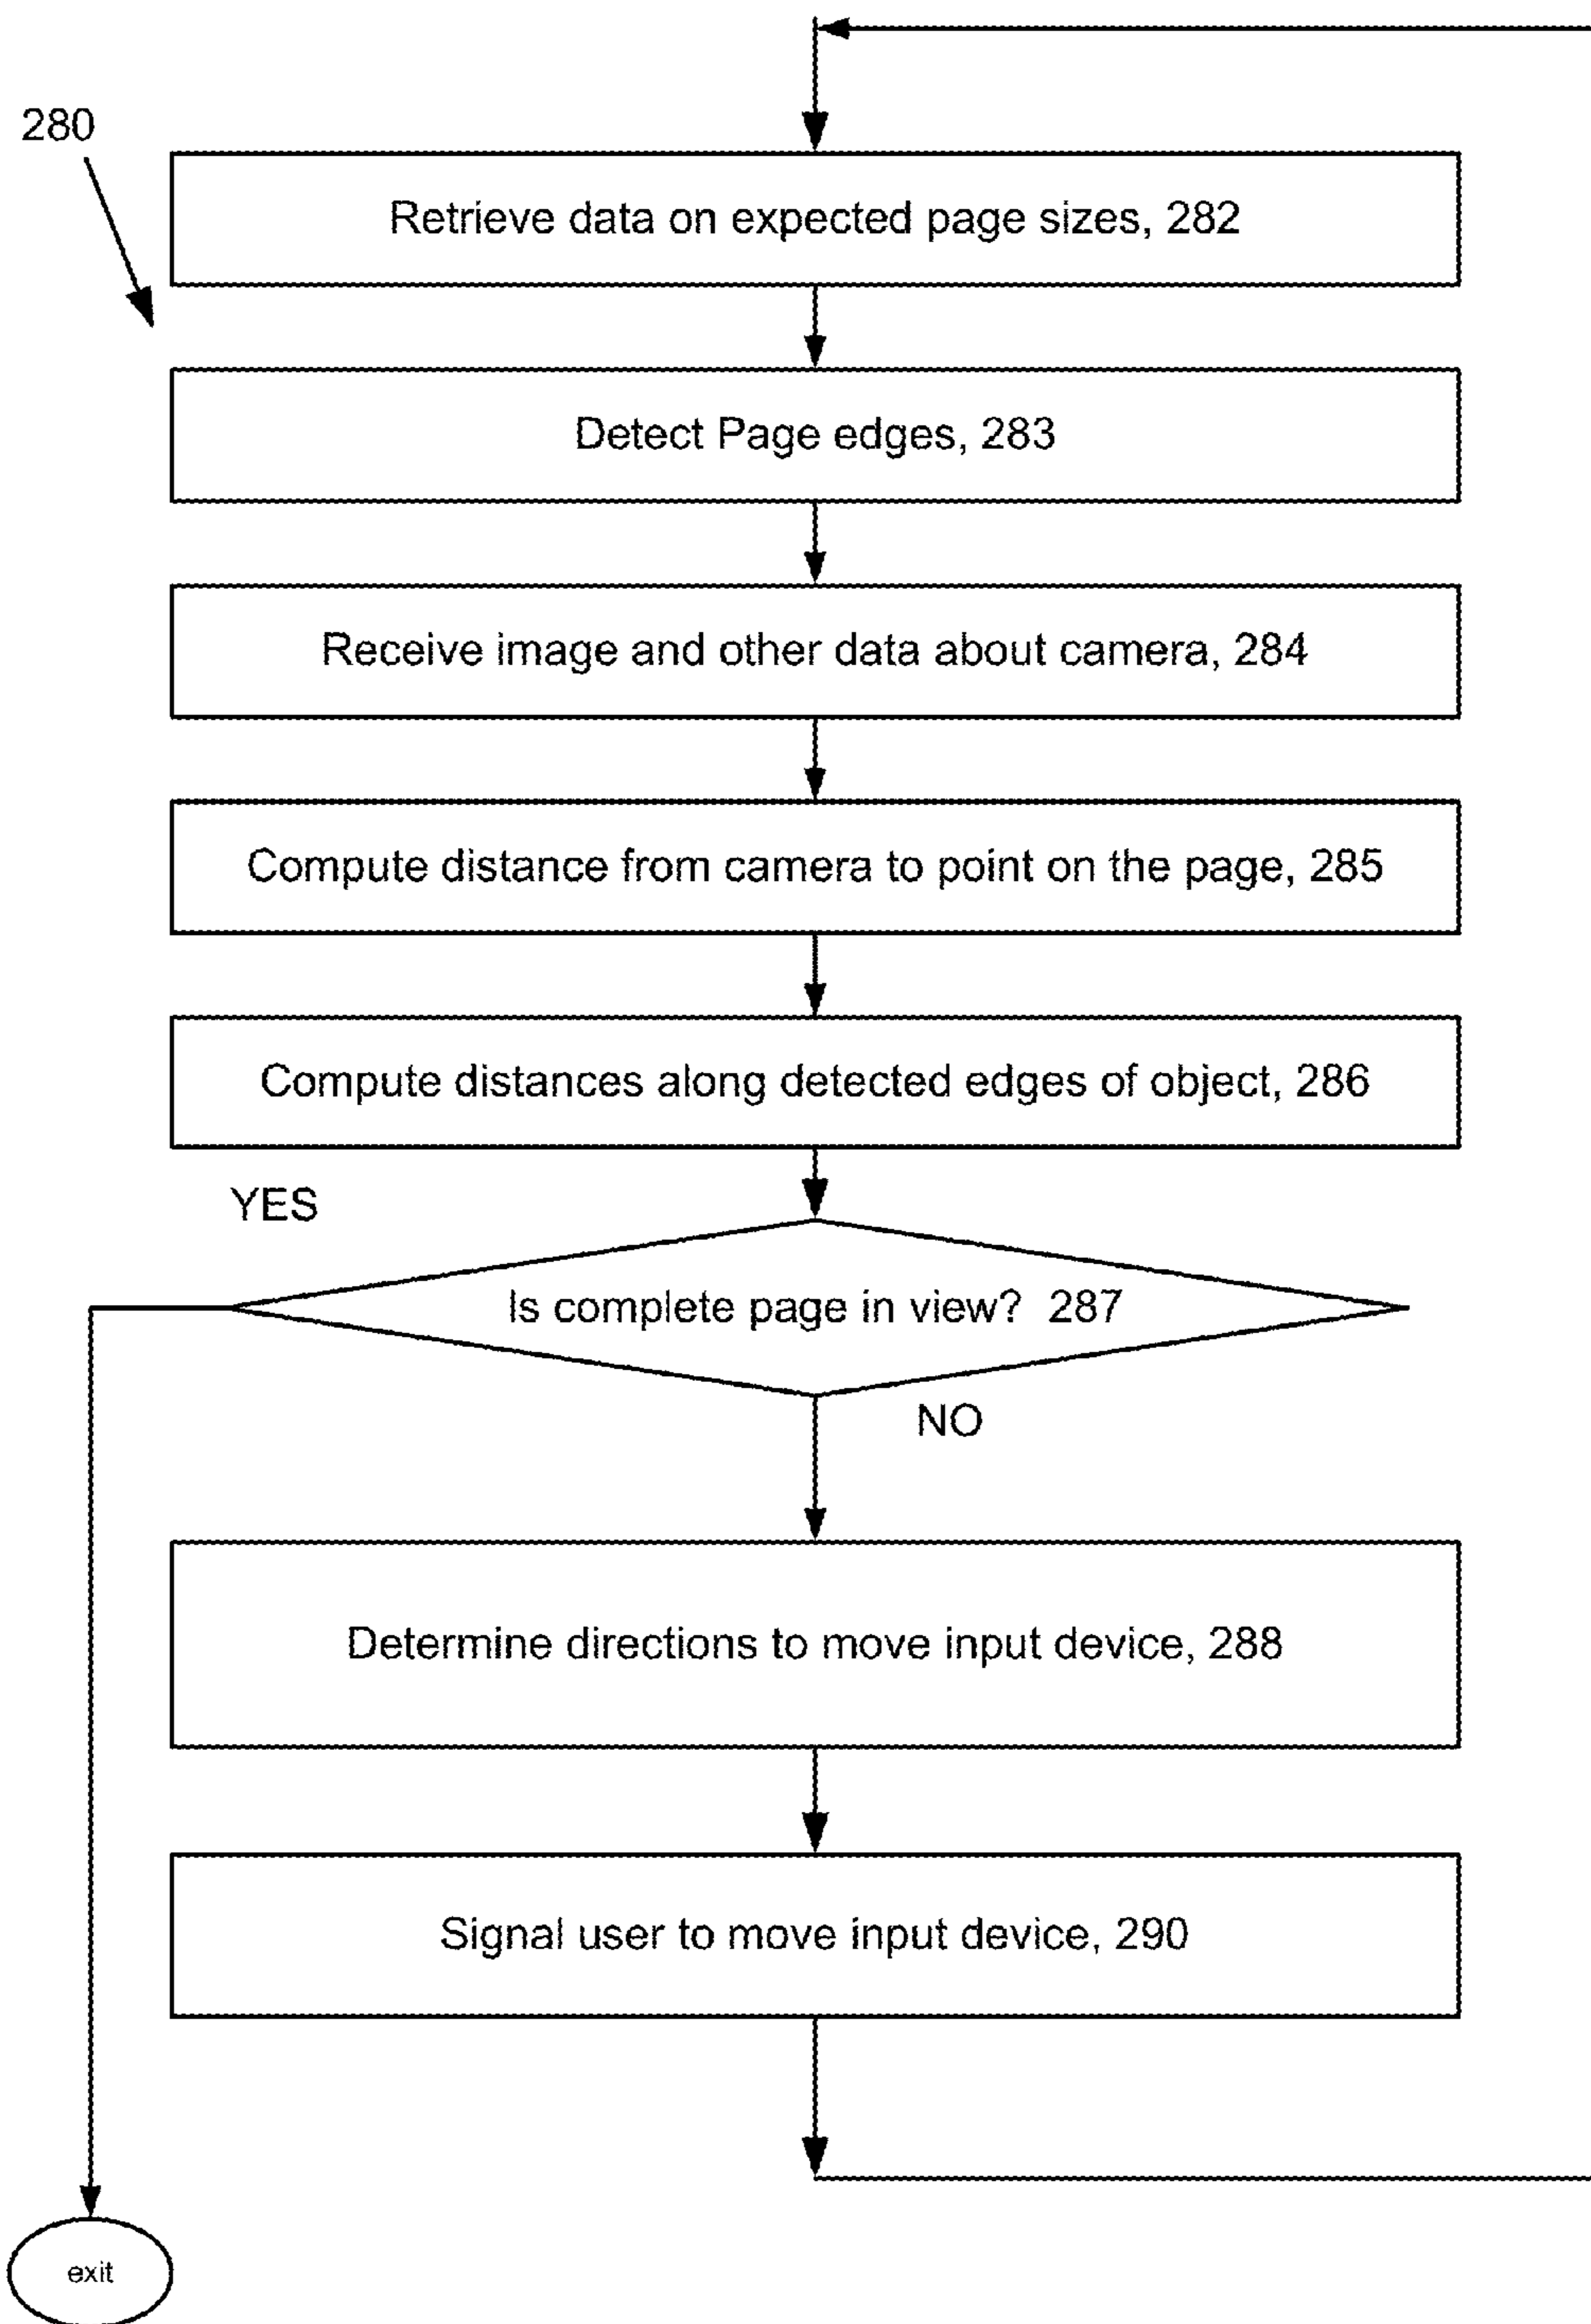 280
Retrieve data on expected page sizes, 282
Detect Page edges, 283
Receive image and other data about camera, 284
Compute distance from camera to point on the page, 285
Compute distances along detected edges of object, 286
YES
Is complete page in view? 287
NO
Determine directions to move input device, 288
Signal user to move input device, 290
exit